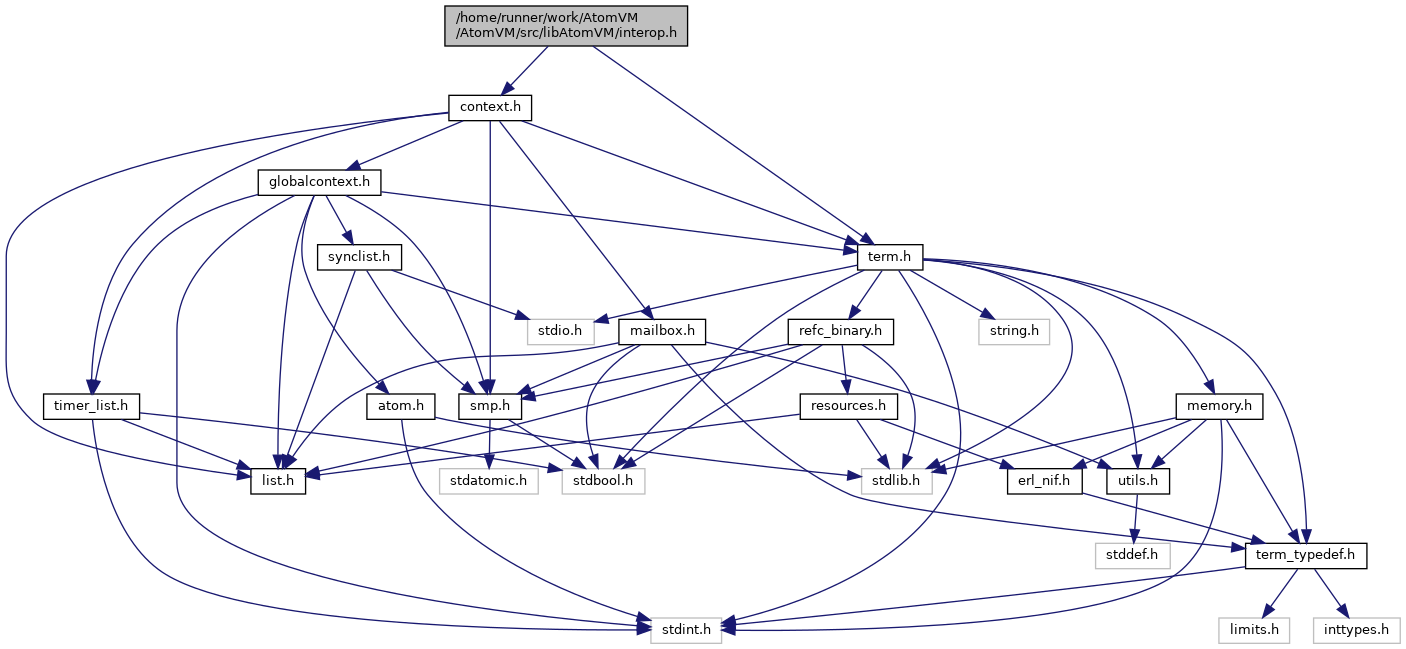 /home/runner/work/AtomVM
/AtomVM/src/libAtomVM/interop.h
context.h
globalcontext.h
synclist.h
term.h
stdio.h
mailbox.h
refc_binary.h
string.h
timer_list.h
atom.h
smp.h
resources.h
memory.h
list.h
stdatomic.h
stdbool.h
stdlib.h
erl_nif.h
utils.h
stddef.h
term_typedef.h
stdint.h
limits.h
inttypes.h